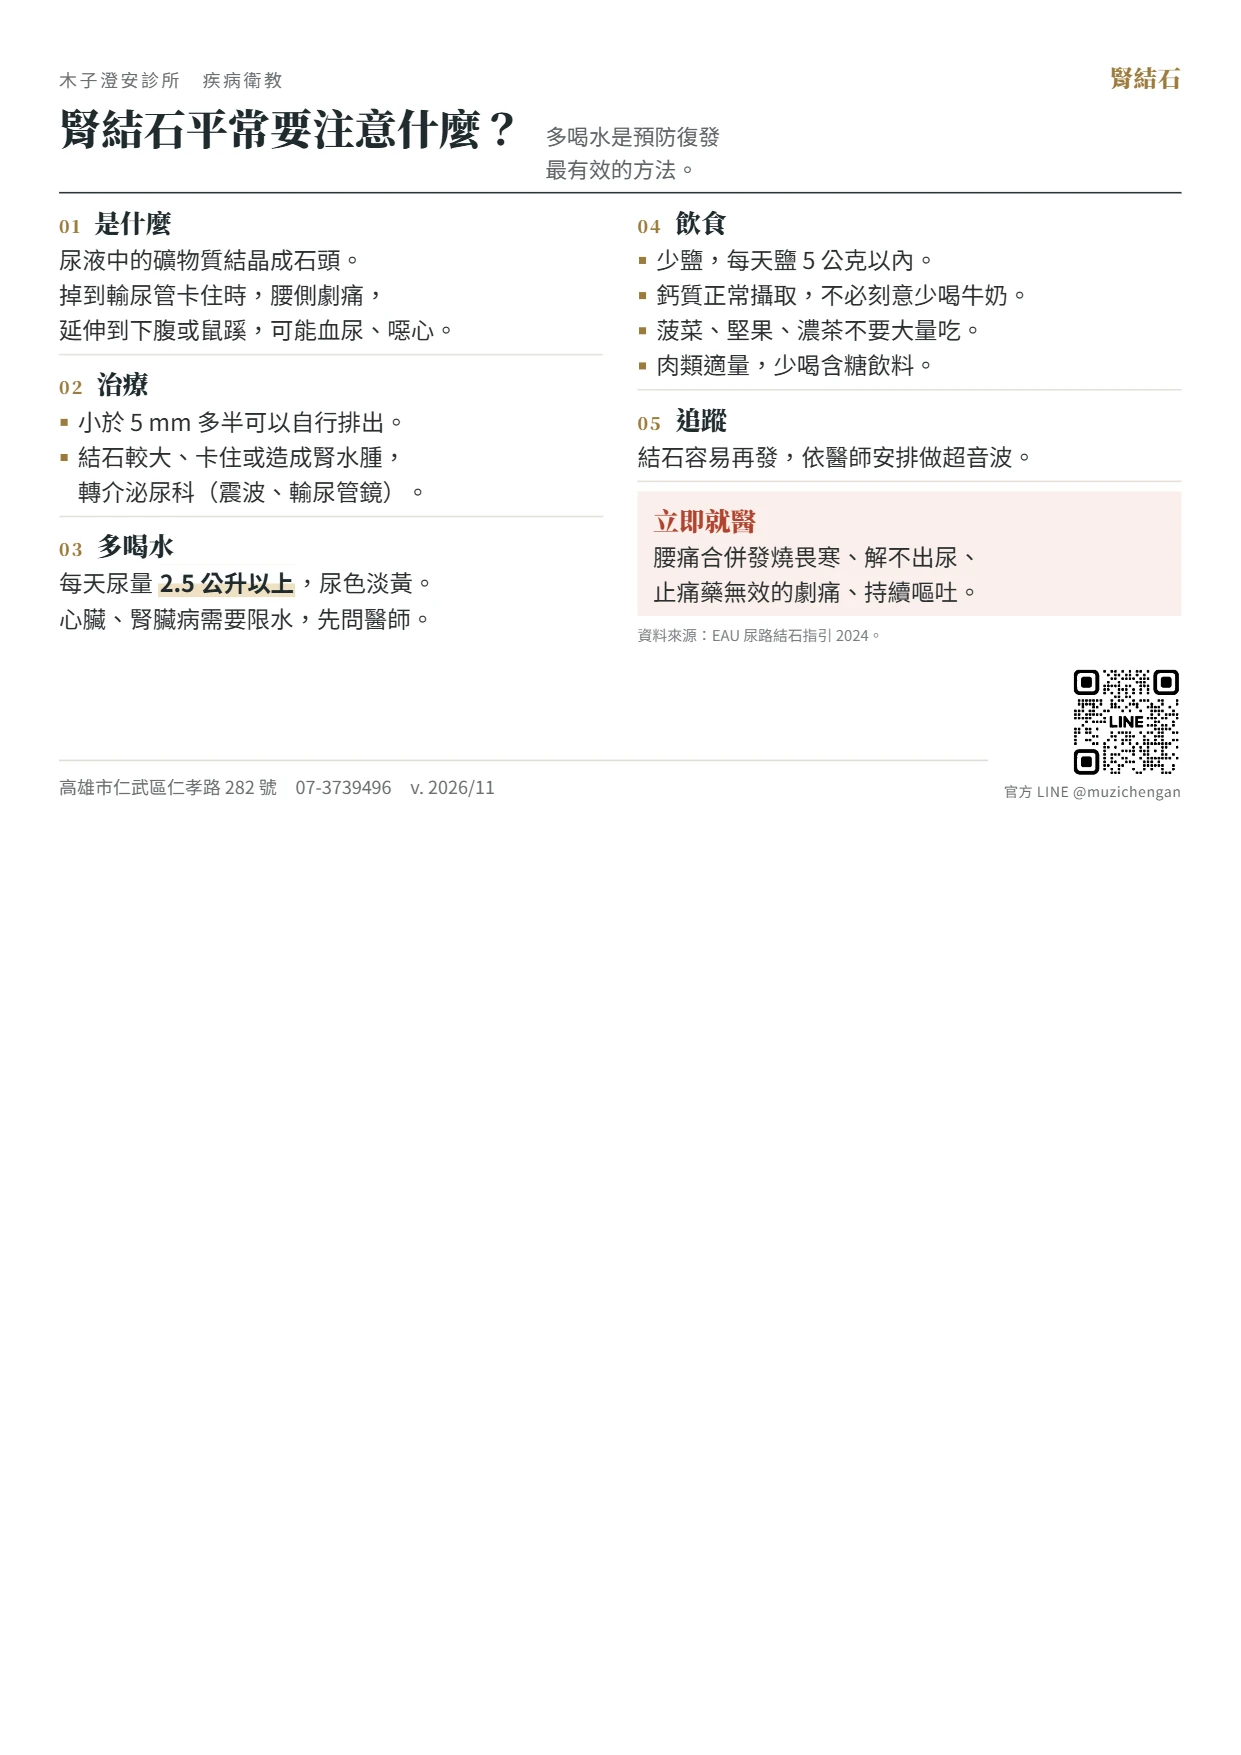 木子澄安診所　疾病衛教
腎結石
腎結石平常要注意什麼？
多喝水是預防復發
最有效的方法。
01 是什麼
尿液中的礦物質結晶成石頭。
掉到輸尿管卡住時，腰側劇痛，
延伸到下腹或鼠蹊，可能血尿、噁心。
02 治療
▪ 小於 5 mm 多半可以自行排出。
▪ 結石較大、卡住或造成腎水腫，
轉介泌尿科（震波、輸尿管鏡）。
03 多喝水
每天尿量 2.5 公升以上，尿色淡黃。
心臟、腎臟病需要限水，先問醫師。
04 飲食
▪ 少鹽，每天鹽 5 公克以內。
▪ 鈣質正常攝取，不必刻意少喝牛奶。
▪ 菠菜、堅果、濃茶不要大量吃。
▪ 肉類適量，少喝含糖飲料。
05 追蹤
結石容易再發，依醫師安排做超音波。
立即就醫
腰痛合併發燒畏寒、解不出尿、
止痛藥無效的劇痛、持續嘔吐。
資料來源：EAU 尿路結石指引 2024。
LINE
高雄市仁武區仁孝路 282 號　07-3739496　v. 2026/11
官方 LINE @muzichengan